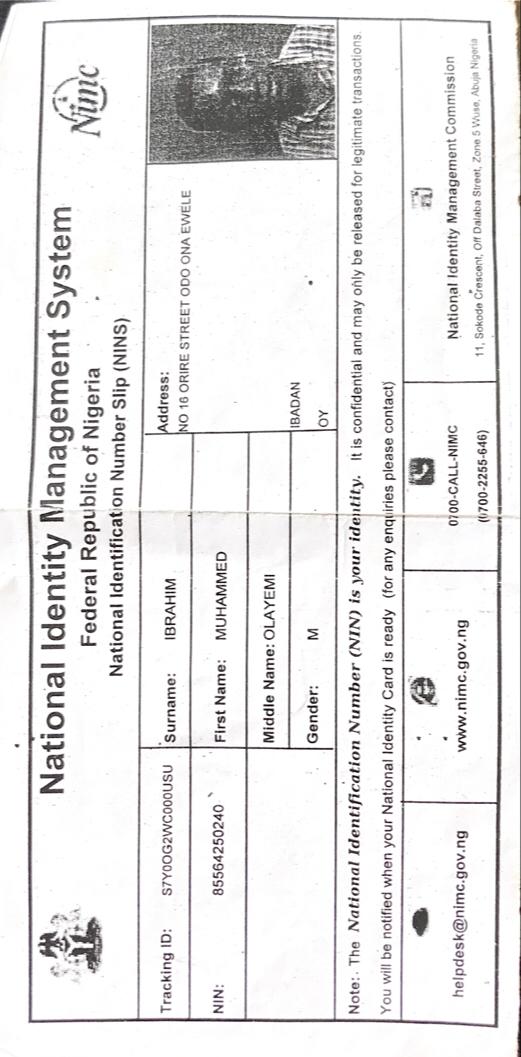 National Identity Management System
Federal Republic of Nigeria
National Identification Number Slip (NINS)
Nimc
Tracking ID: S7Y0OG2WC000USU
Surname: IBRAHIM
Address:
NO 16 ORIRE STREET ODO ONA EWELE
NIN: 85564250240
First Name: MUHAMMED
Middle Name: OLAYEMI
IBADAN
Gender: M
OY
Note: The National Identification Number (NIN) is your identity. It is confidential and may only be released for legitimate transactions.
You will be notified when your National Identity Card is ready (for any enquiries please contact)
helpdesk@nimc.gov.ng
www.nimc.gov.ng
0700-CALL-NIMC
(0700-2255-646)
National Identity Management Commission
11, Sokode Crescent, Off Dalaba Street, Zone 5 Wuse, Abuja Nigeria